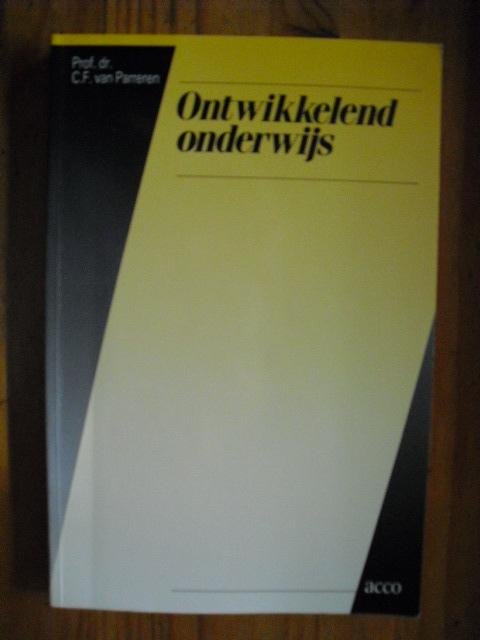 Prof. dr.
C.F. van Parreren
Ontwikkelend
onderwijs
acco